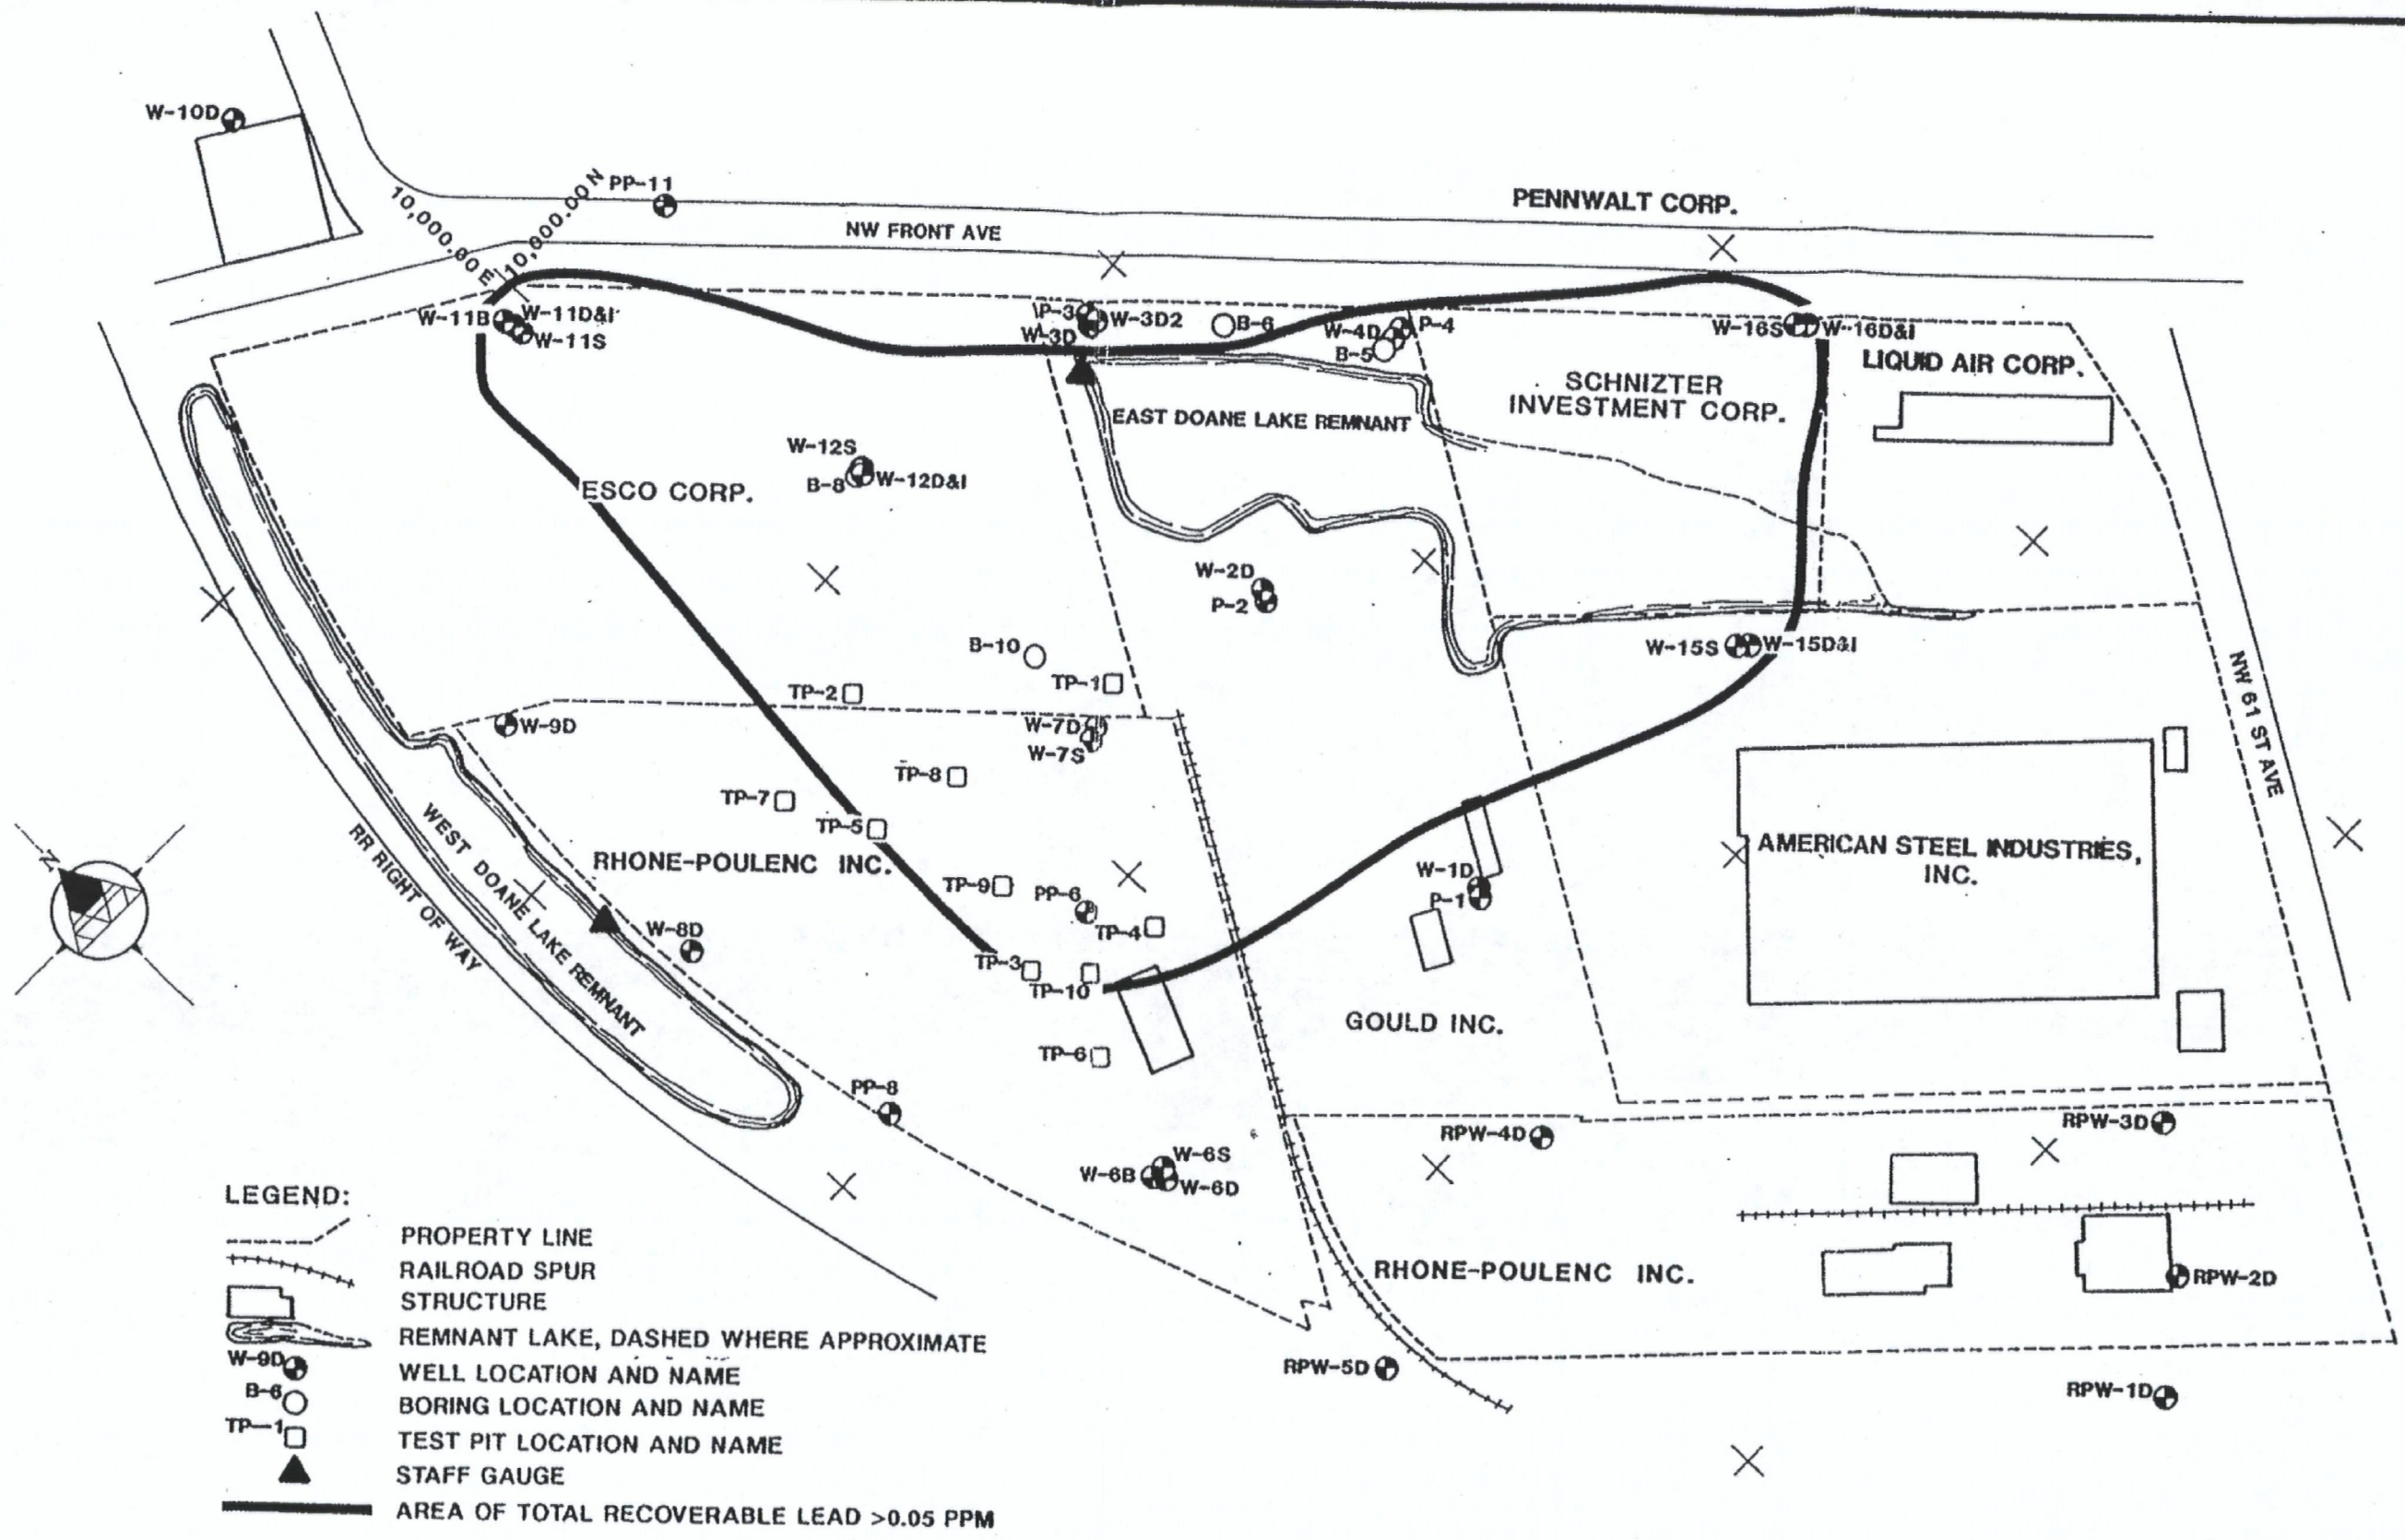 W-10D
10,000.00 E
10,000.00 N
PP-11
PENNWALT CORP.
NW FRONT AVE
W-11B
W-11D&I
W-11S
P-3
W-3D2
W-3D
B-6
W-4D
P-4
B-5
W-16S
W-16D&I
LIQUID AIR CORP.
SCHNIZTER
INVESTMENT CORP.
EAST DOANE LAKE REMNANT
W-12S
B-8
W-12D&I
ESCO CORP.
W-2D
P-2
B-10
TP-1
TP-2
W-15S
W-15D&I
NW 61 ST AVE
W-9D
W-7D
W-7S
TP-8
TP-7
TP-5
RHONE-POULENC INC.
WEST DOANE LAKE REMNANT
RR RIGHT OF WAY
N
TP-9
PP-6
TP-4
W-8D
TP-3
TP-10
W-1D
P-1
AMERICAN STEEL INDUSTRIES,
INC.
GOULD INC.
TP-6
PP-8
RPW-4D
RPW-3D
W-6S
W-6B
W-6D
RHONE-POULENC INC.
RPW-2D
RPW-5D
RPW-1D
LEGEND:
PROPERTY LINE
RAILROAD SPUR
STRUCTURE
REMNANT LAKE, DASHED WHERE APPROXIMATE
W-9D WELL LOCATION AND NAME
B-6 BORING LOCATION AND NAME
TP-1 TEST PIT LOCATION AND NAME
STAFF GAUGE
AREA OF TOTAL RECOVERABLE LEAD >0.05 PPM